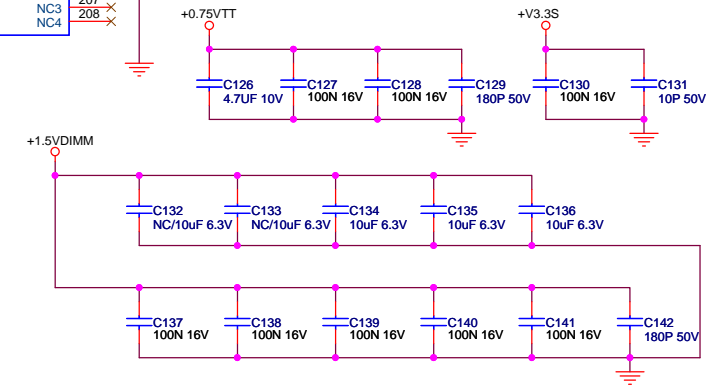 207
NC3
208
NC4
+0.75VTT
+V3.3S
C126
4.7UF 10V
C127
100N 16V
C128
100N 16V
C129
180P 50V
C130
100N 16V
C131
10P 50V
+1.5VDIMM
C132
NC/10uF 6.3V
C133
NC/10uF 6.3V
C134
10uF 6.3V
C135
10uF 6.3V
C136
10uF 6.3V
C137
100N 16V
C138
100N 16V
C139
100N 16V
C140
100N 16V
C141
100N 16V
C142
180P 50V